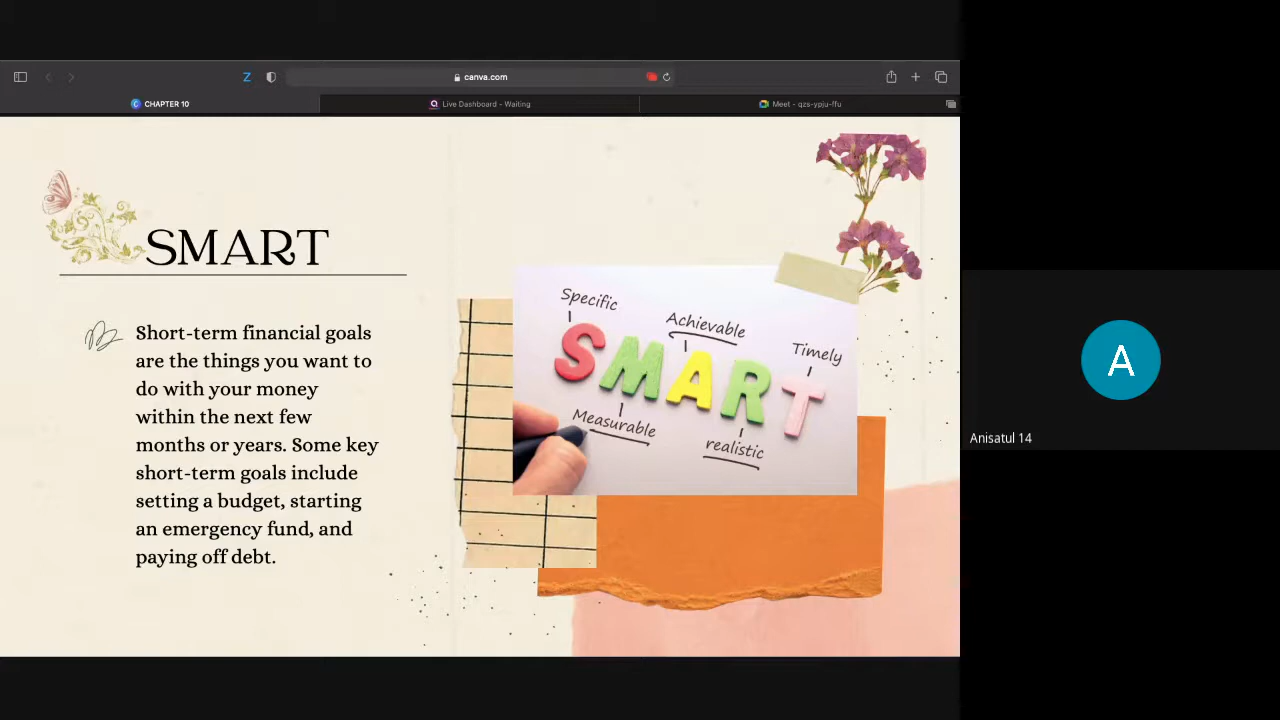 Z
canva.com
CHAPTER 10
Live Dashboard - Waiting
Meet - qzs-ypju-ffu
SMART
Short-term financial goals
are the things you want to
do with your money
within the next few
months or years. Some key
short-term goals include
setting a budget, starting
an emergency fund, and
paying off debt.
Specific
Achievable
Timely
SMART
Measurable
realistic
A
Anisatul 14